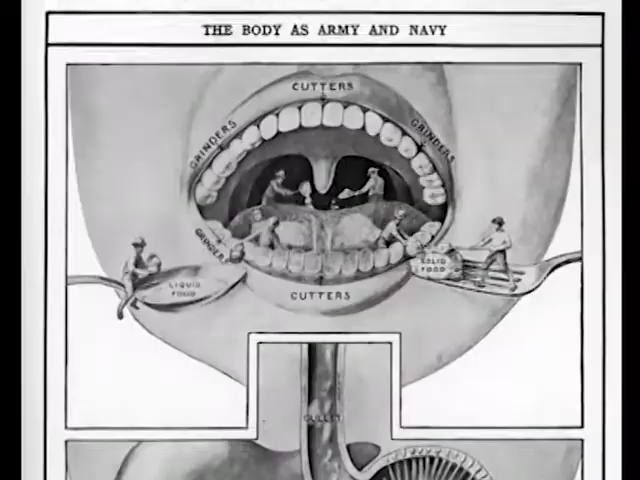 THE BODY AS ARMY AND NAVY
CUTTERS
GRINDERS
GRINDERS
GRINDERS
LIQUID
FOOD
SOLID
FOOD
CUTTERS
GULLET